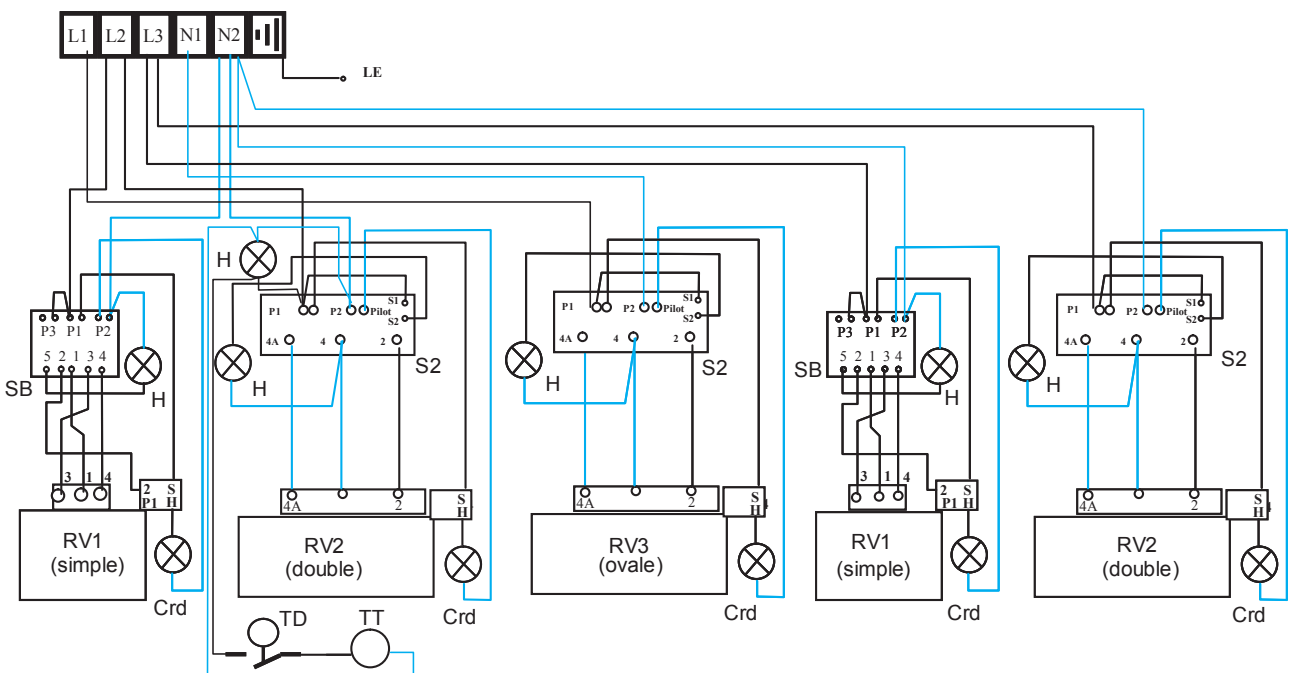 L1 L2 L3 N1 N2
LE
H
P3 P1 P2
5 2 1 3 4
SB
H
3 1 4
2 S
P1 H
RV1
(simple)
Crd
P1 P2 Pilot S1
S2
4A 4 2
H
S2
4A 2
S
H
RV2
(double)
Crd
TD TT
P1 P2 Pilot S1
S2
4A 4 2
H
S2
4A 2
S
H
RV3
(ovale)
Crd
P3 P1 P2
5 2 1 3 4
SB
H
3 1 4
2 S
P1 H
RV1
(simple)
Crd
P1 P2 Pilot S1
S2
4A 4 2
H
S2
4A 2
S
H
RV2
(double)
Crd